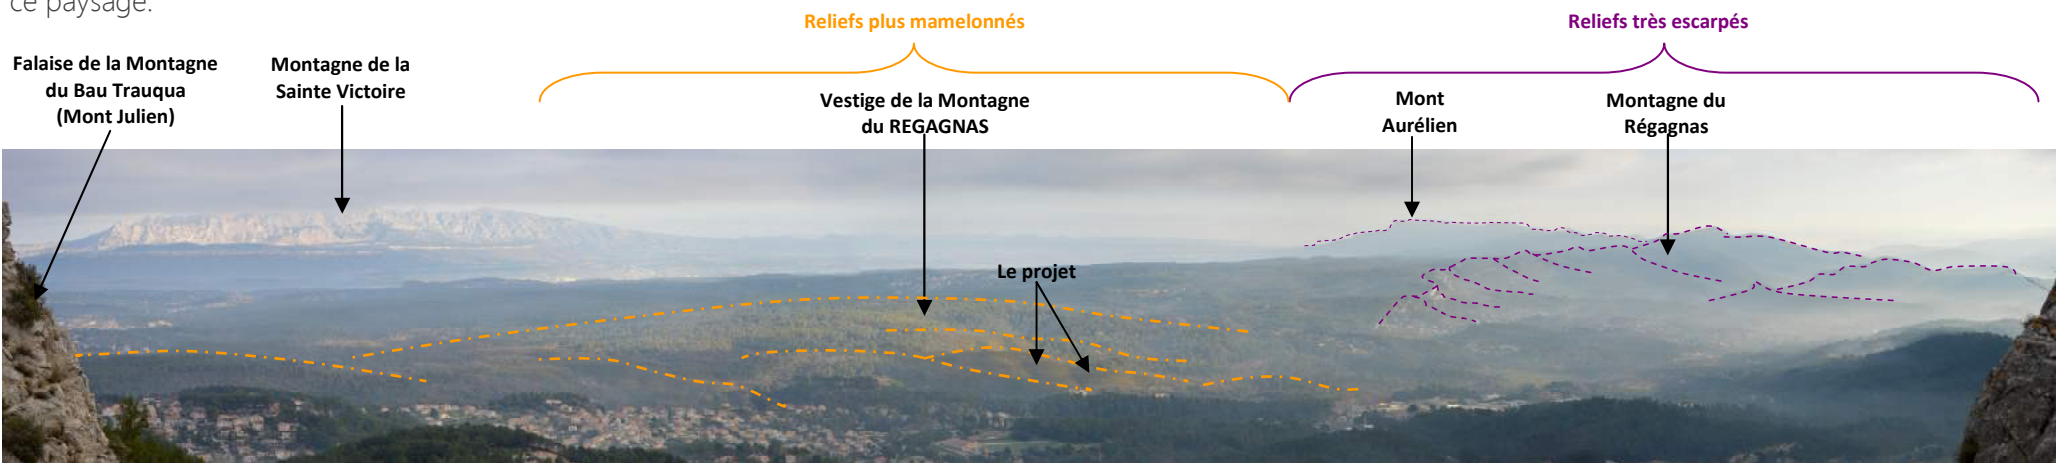 ce paysage.
Reliefs plus mamelonnés
Reliefs très escarpés
Falaise de la Montagne
du Bau Trauqua
(Mont Julien)
Montagne de la
Sainte Victoire
Vestige de la Montagne
du REGAGNAS
Mont
Aurélien
Montagne du
Régagnas
Le projet